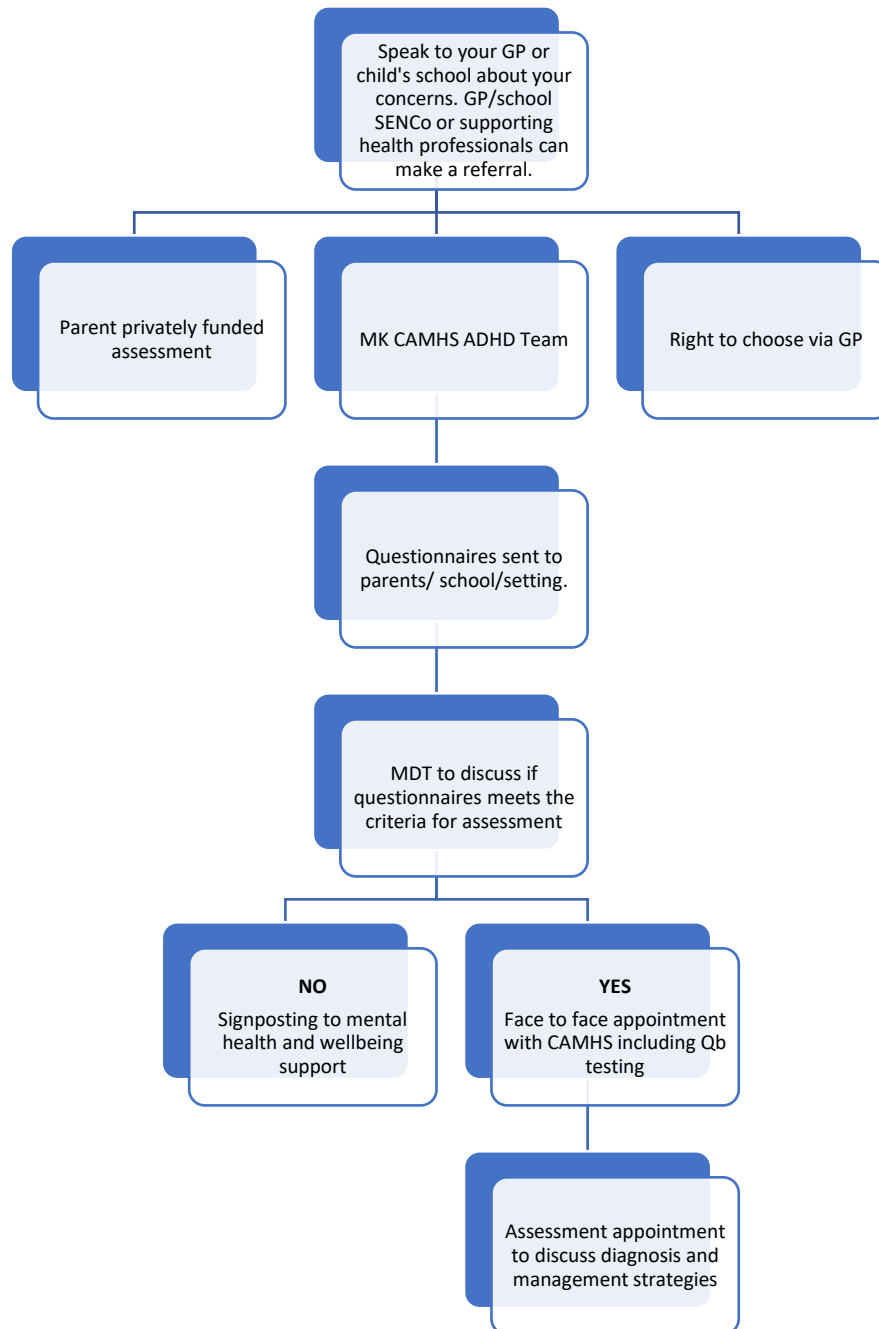 Speak to your GP or
child's school about your
concerns. GP/school
SENCo or supporting
health professionals can
make a referral.
Parent privately funded
assessment
MK CAMHS ADHD Team
Right to choose via GP
Questionnaires sent to
parents/ school/setting.
MDT to discuss if
questionnaires meets the
criteria for assessment
NO
Signposting to mental
health and wellbeing
support
YES
Face to face appointment
with CAMHS including Qb
testing
Assessment appointment
to discuss diagnosis and
management strategies